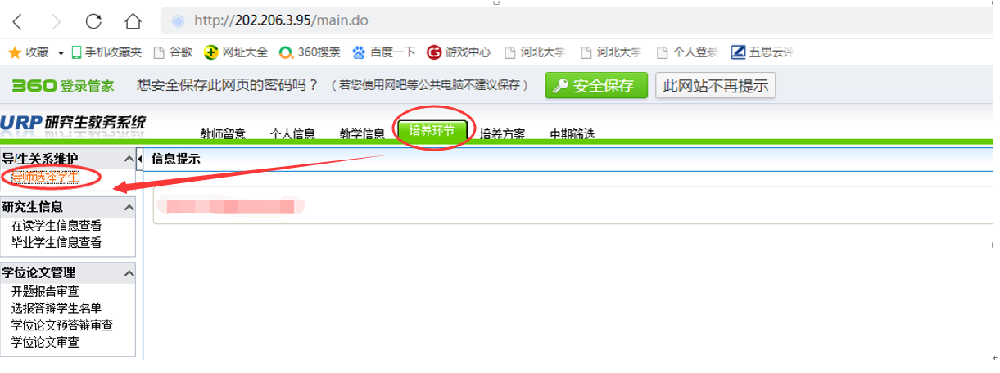 http://202.206.3.95/main.do
收藏 手机收藏夹 谷歌 网址大全 360搜索 百度一下 游戏中心 河北大学 河北大学 个人登录 五思云评
360登录管家 想安全保存此网页的密码吗？ （若您使用网吧等公共电脑不建议保存） 安全保存 此网站不再提示
URP研究生教务系统
教师留意 个人信息 教学信息 培养环节 培养方案 中期筛选
导/生关系维护 信息提示
导师选择学生
研究生信息
在读学生信息查看
毕业学生信息查看
学位论文管理
开题报告审查
选报答辩学生名单
学位论文预答辩审查
学位论文审查